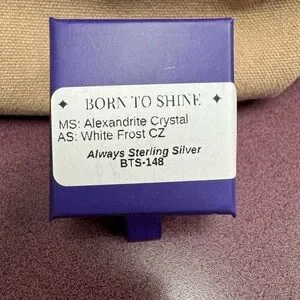 ✦ BORN TO SHINE ✦
MS: Alexandrite Crystal
AS: White Frost CZ
Always Sterling Silver
BTS-148